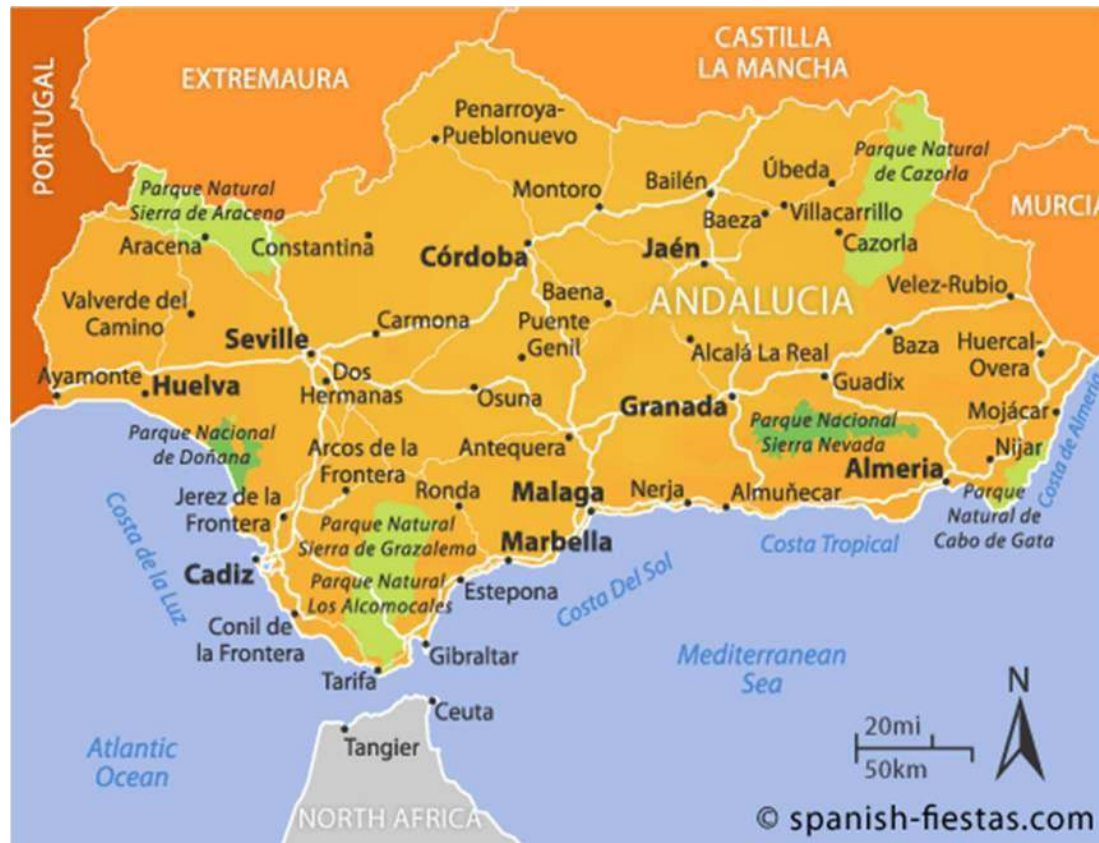 CASTILLA
LA MANCHA
EXTREMAURA
PORTUGAL
MURCIA
Penarroya-
Pueblonuevo
Parque Natural
de Cazorla
Úbeda
Bailén
Montoro
Parque Natural
Sierra de Aracena
Baeza
Villacarrillo
Aracena
Constantina
Córdoba
Jaén
Cazorla
Velez-Rubio
Baena
ANDALUCIA
Valverde del
Camino
Carmona
Puente
Genil
Seville
Alcalá La Real
Baza
Huercal-
Overa
Ayamonte
Huelva
Dos
Hermanas
Osuna
Granada
Guadix
Mojácar
Costa de Almeria
Parque Nacional
de Doñana
Arcos de la
Frontera
Antequera
Parque Nacional
Sierra Nevada
Nijar
Almeria
Jerez de la
Frontera
Ronda
Malaga
Nerja
Almuñecar
Parque
Natural de
Cabo de Gata
Costa de la Luz
Parque Natural
Sierra de Grazalema
Marbella
Costa Tropical
Cadiz
Parque Natural
Los Alcomocales
Estepona
Costa Del Sol
Conil de
la Frontera
Gibraltar
Tarifa
Mediterranean
Sea
Ceuta
Tangier
Atlantic
Ocean
N
20mi
50km
NORTH AFRICA
© spanish-fiestas.com